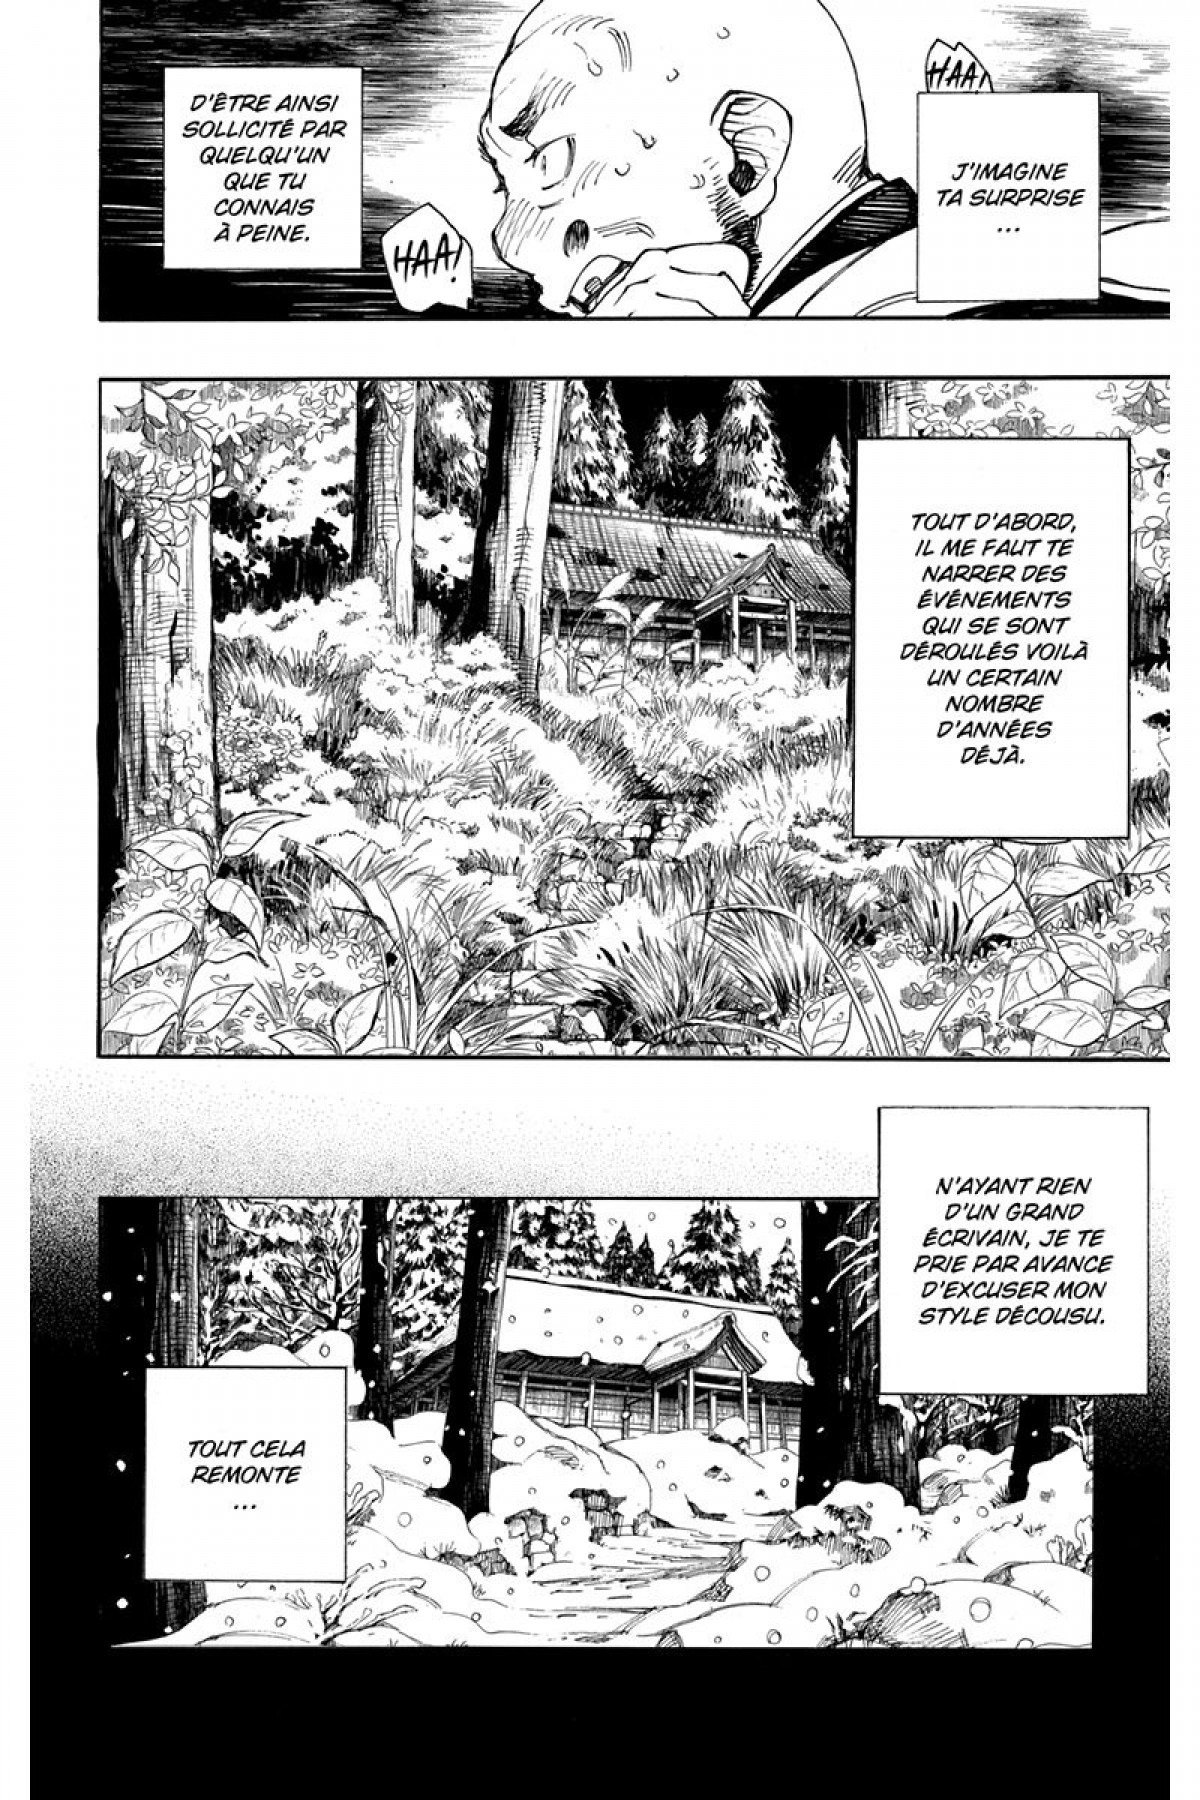 HAA!
J'IMAGINE
TA SURPRISE
...
D'ÊTRE AINSI
SOLLICITÉ PAR
QUELQU'UN
QUE TU
CONNAIS
À PEINE.
HAA!
TOUT D'ABORD,
IL ME FAUT TE
NARRER DES
ÉVÉNEMENTS
QUI SE SONT
DÉROULÉS VOILÀ
UN CERTAIN
NOMBRE
D'ANNÉES
DÉJÀ.
N'AYANT RIEN
D'UN GRAND
ÉCRIVAIN, JE TE
PRIE PAR AVANCE
D'EXCUSER MON
STYLE DÉCOUSU.
TOUT CELA
REMONTE
...